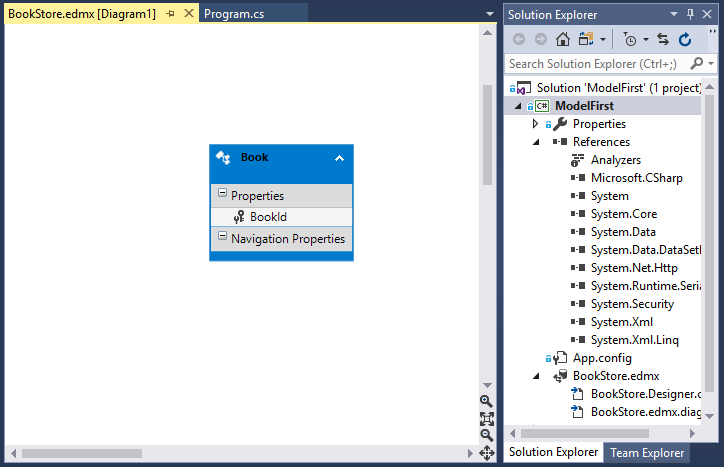 BookStore.edmx [Diagram1]
Program.cs
Book
Properties
BookId
Navigation Properties
Solution Explorer
Search Solution Explorer (Ctrl+;)
Solution 'ModelFirst' (1 project)
C# ModelFirst
Properties
References
Analyzers
Microsoft.CSharp
System
System.Core
System.Data
System.Data.DataSetE
System.Net.Http
System.Runtime.Seria
System.Security
System.Xml
System.Xml.Linq
App.config
BookStore.edmx
BookStore.Designer.c
BookStore.edmx.diag
Solution Explorer
Team Explorer